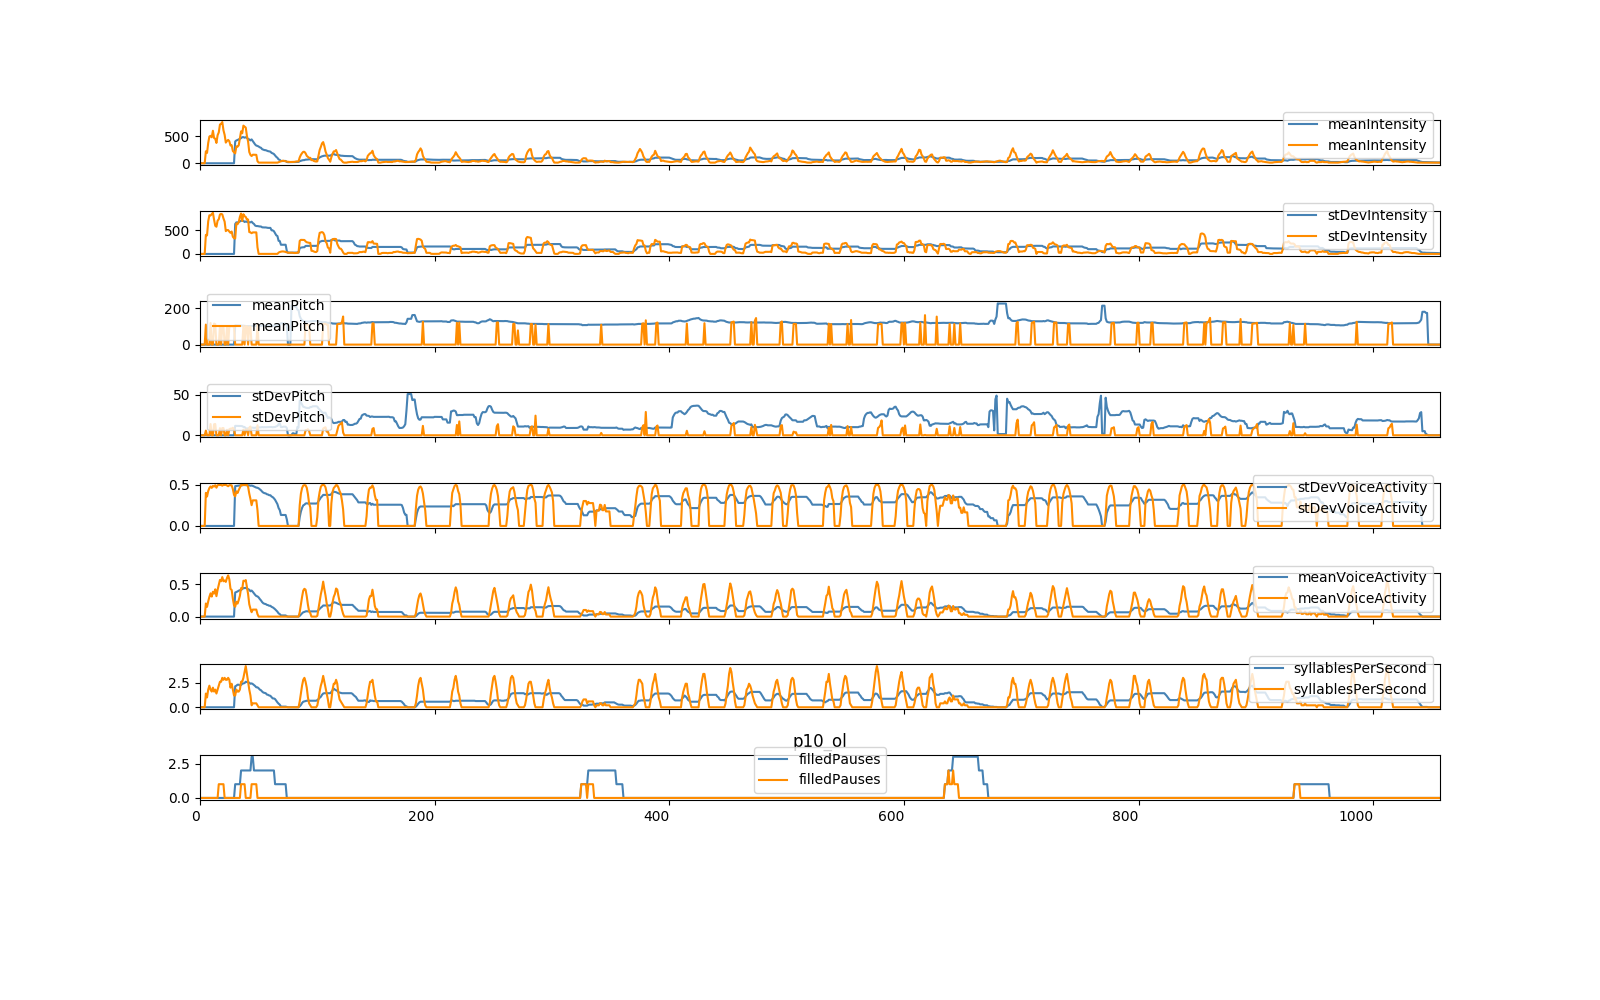 500
0
meanIntensity
meanIntensity
500
0
stDevIntensity
stDevIntensity
200
0
meanPitch
meanPitch
50
0
stDevPitch
stDevPitch
0.5
0.0
stDevVoiceActivity
stDevVoiceActivity
0.5
0.0
meanVoiceActivity
meanVoiceActivity
2.5
0.0
syllablesPerSecond
syllablesPerSecond
p10_ol
2.5
0.0
filledPauses
filledPauses
0 200 400 600 800 1000